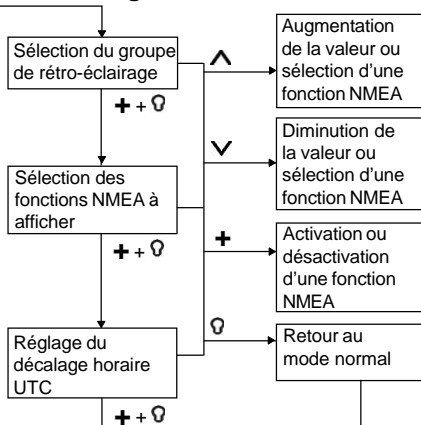 Sélection du groupe
de rétro-éclairage
+ +
Sélection des
fonctions NMEA à
afficher
+ +
Réglage du
décalage horaire
UTC
+ +
Augmentation
de la valeur ou
sélection d'une
fonction NMEA
Diminution de
la valeur ou
sélection d'une
fonction NMEA
+
Activation ou
désactivation
d'une fonction
NMEA
Retour au
mode normal